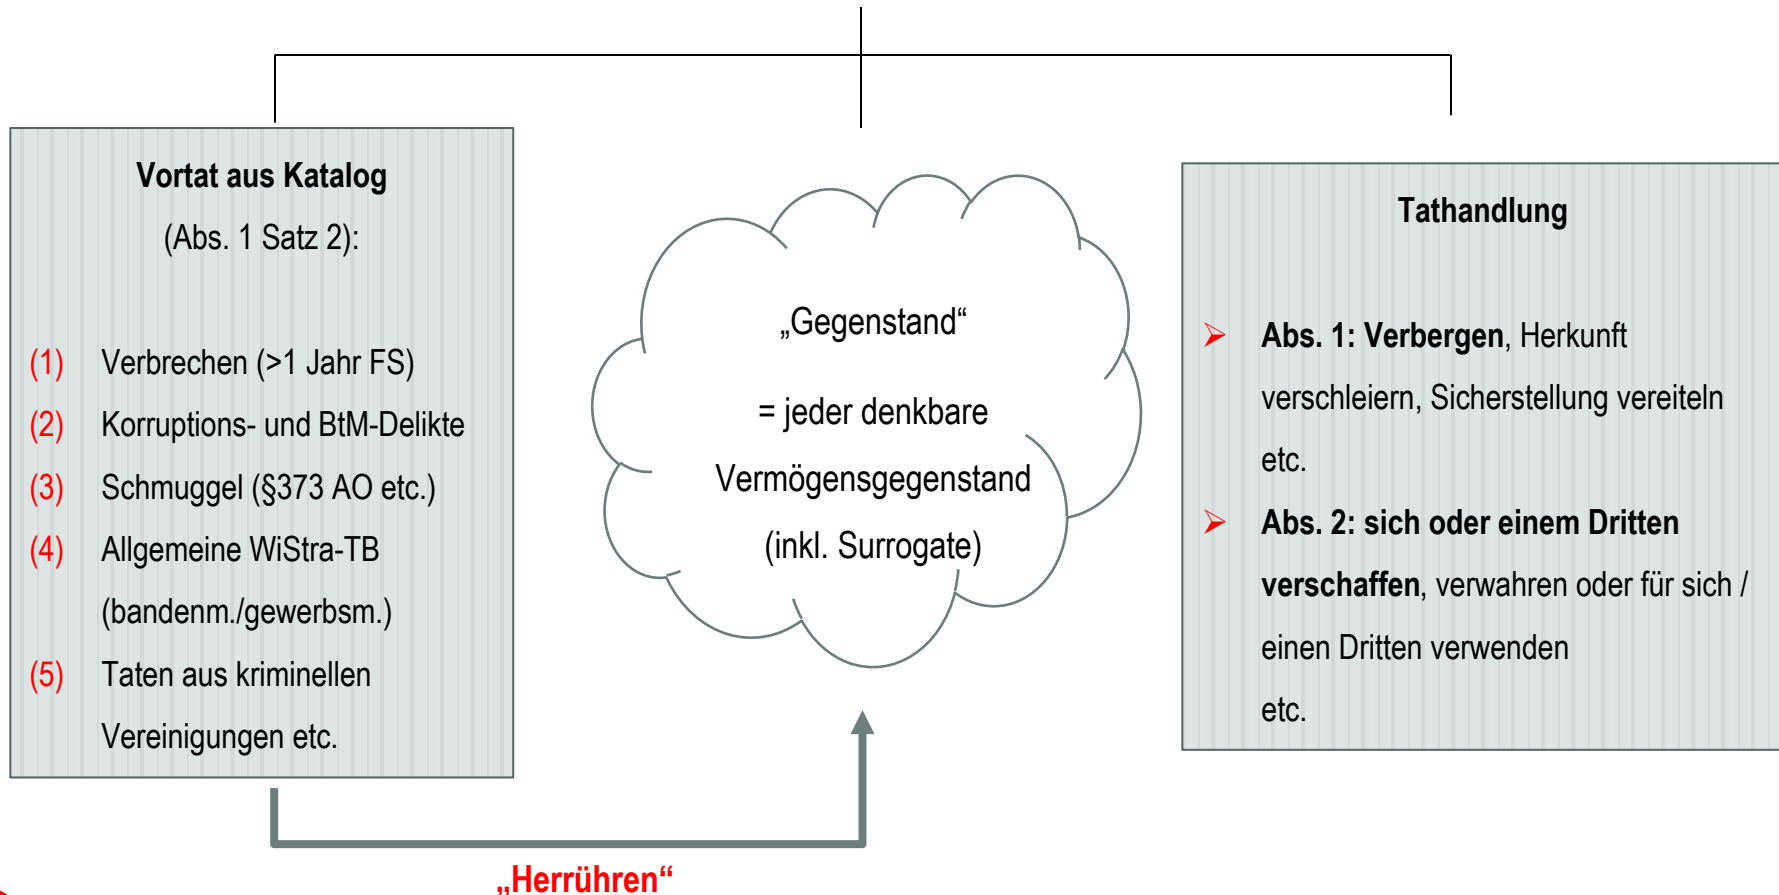 Vortat aus Katalog
(Abs. 1 Satz 2):
(1) Verbrechen (>1 Jahr FS)
(2) Korruptions- und BtM-Delikte
(3) Schmuggel (§373 AO etc.)
(4) Allgemeine WiStra-TB
(bandenm./gewerbsm.)
(5) Taten aus kriminellen
Vereinigungen etc.
„Gegenstand“
= jeder denkbare
Vermögensgegenstand
(inkl. Surrogate)
Tathandlung
Abs. 1: Verbergen, Herkunft
verschleiern, Sicherstellung vereiteln
etc.
Abs. 2: sich oder einem Dritten
verschaffen, verwahren oder für sich /
einen Dritten verwenden
etc.
„Herrühren“